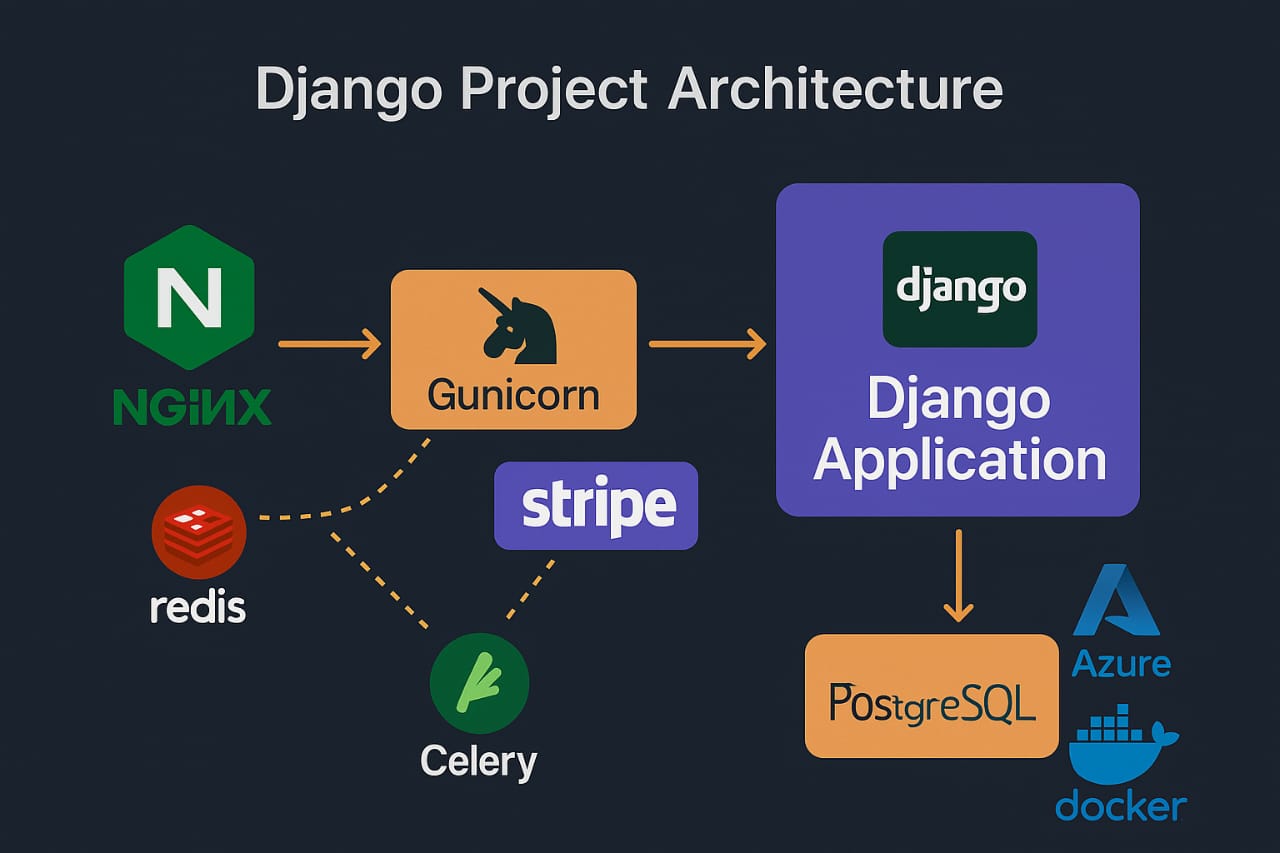 Django Project Architecture
N
NGiNX
Gunicorn
django
Django
Application
stripe
redis
Celery
PostgreSQL
Azure
docker